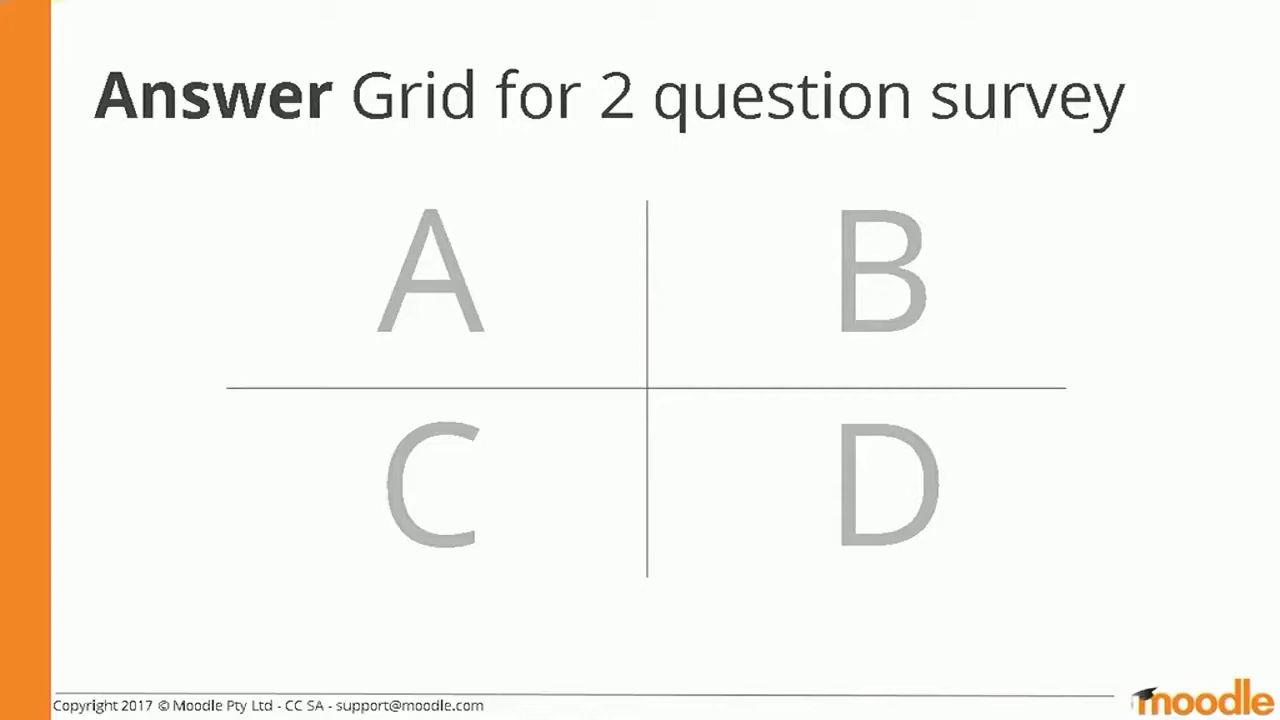 Answer Grid for 2 question survey
A B
C D
Copyright 2017 © Moodle Pty Ltd - CC SA - support@moodle.com
moodle